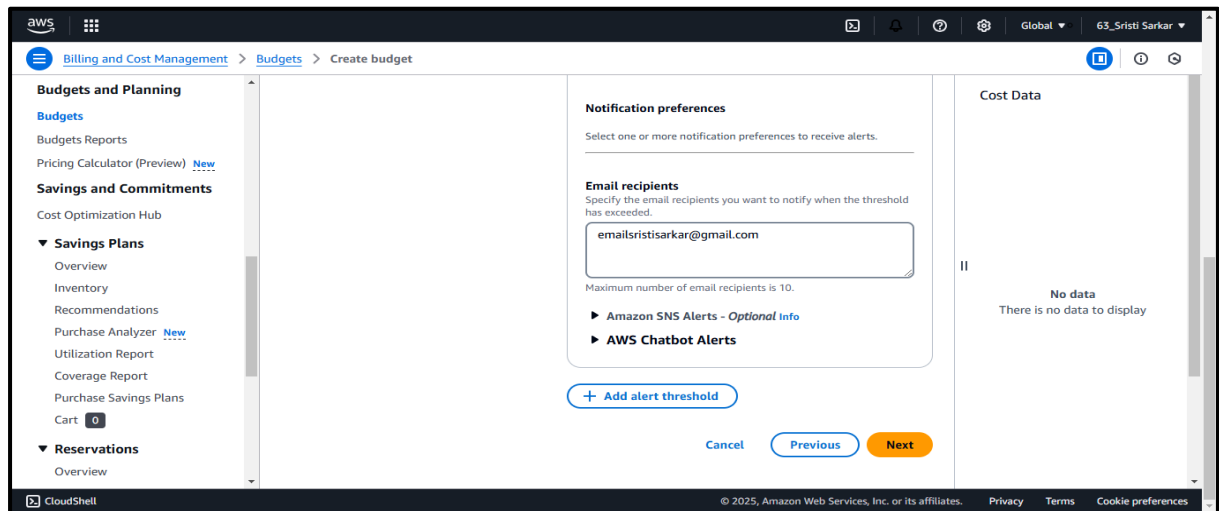 aws
Global ▼
63_Sristi Sarkar ▼
Billing and Cost Management > Budgets > Create budget
Budgets and Planning
Budgets
Budgets Reports
Pricing Calculator (Preview) New
Savings and Commitments
Cost Optimization Hub
▼ Savings Plans
Overview
Inventory
Recommendations
Purchase Analyzer New
Utilization Report
Coverage Report
Purchase Savings Plans
Cart 0
▼ Reservations
Overview
Notification preferences
Select one or more notification preferences to receive alerts.
Email recipients
Specify the email recipients you want to notify when the threshold
has exceeded.
emailsristisarkar@gmail.com
Maximum number of email recipients is 10.
▶ Amazon SNS Alerts - Optional Info
▶ AWS Chatbot Alerts
+ Add alert threshold
Cancel
Previous
Next
Cost Data
No data
There is no data to display
CloudShell
© 2025, Amazon Web Services, Inc. or its affiliates.
Privacy
Terms
Cookie preferences